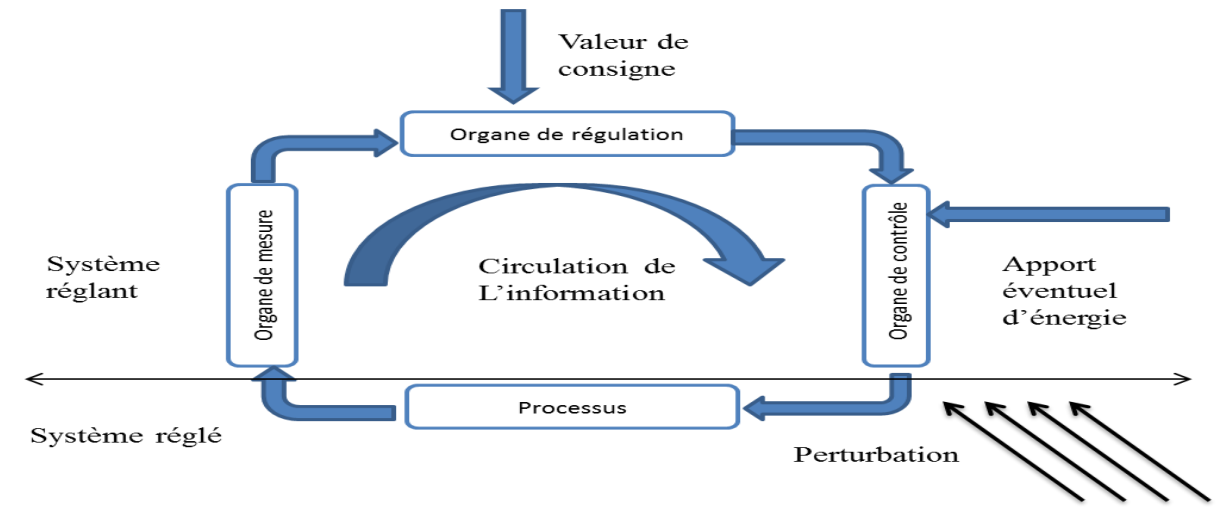 Valeur de
consigne
Organe de régulation
Organe de mesure
Organe de contrôle
Système
réglant
Circulation de
L'information
Apport
éventuel
d'énergie
Processus
Système réglé
Perturbation